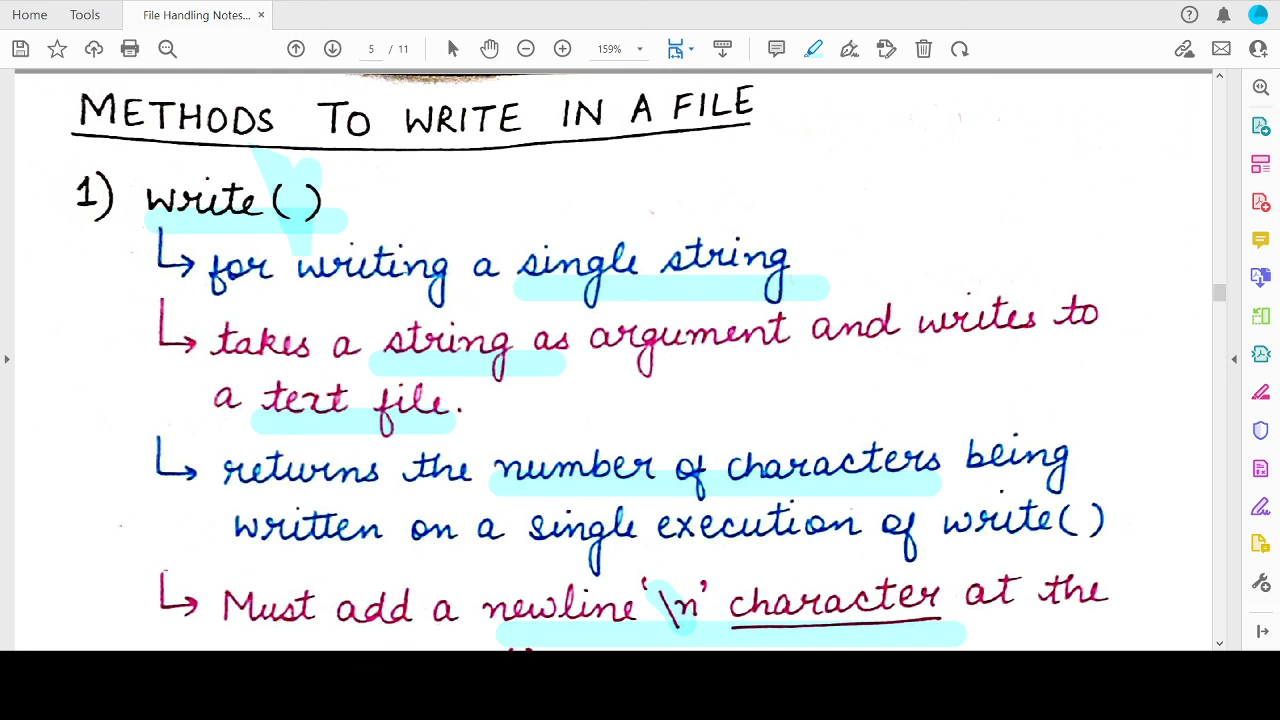 Home Tools File Handling Notes... ×
5 / 11 159%
METHODS TO WRITE IN A FILE
1) write( )
↳ for writing a single string
↳ takes a string as argument and writes to
a text file.
↳ returns the number of characters being
written on a single execution of write( )
↳ Must add a newline '\n' character at the